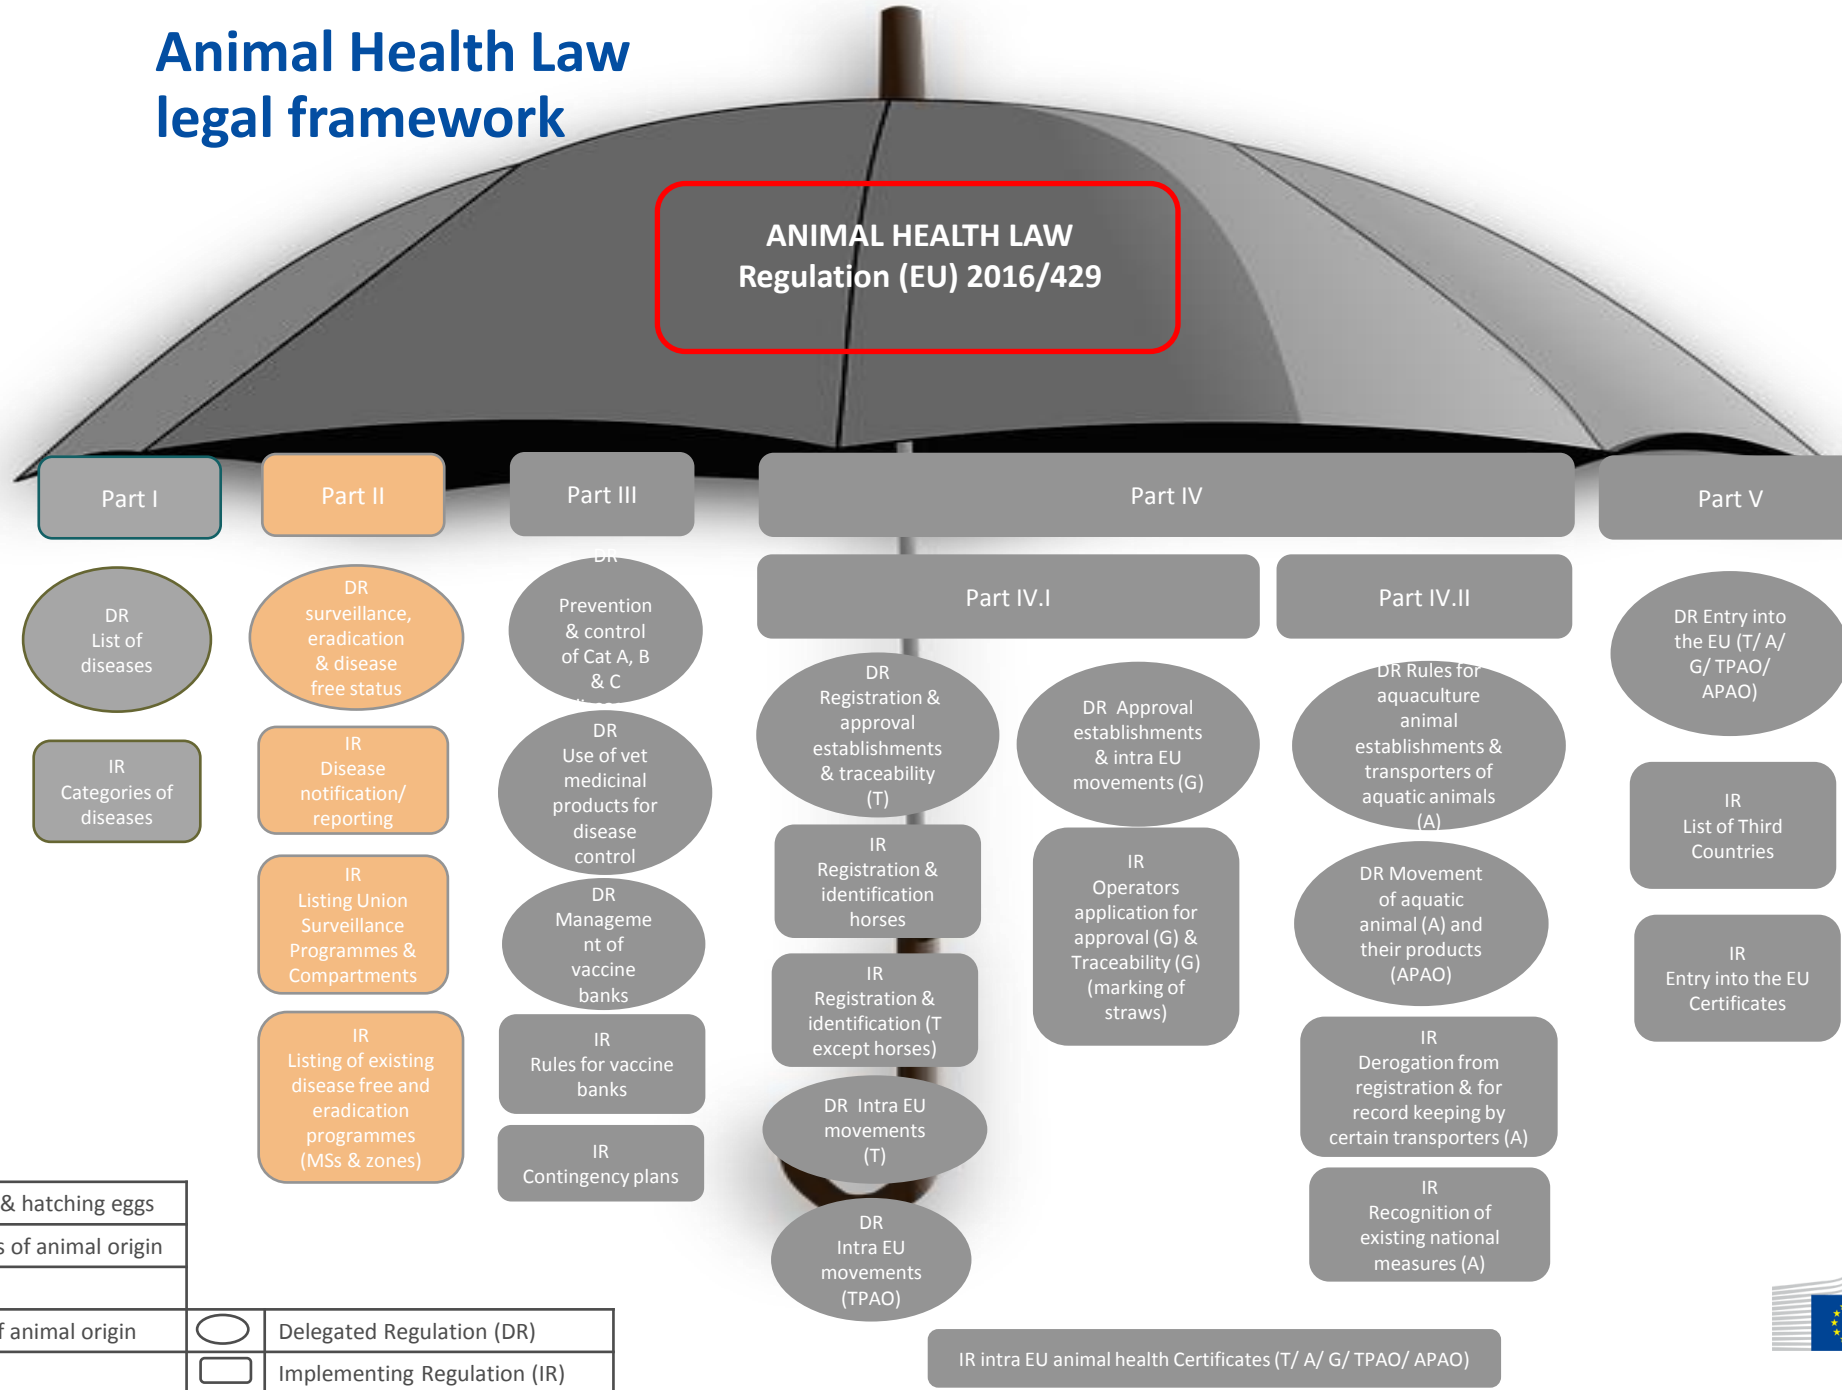 Animal Health Law
legal framework
ANIMAL HEALTH LAW
Regulation (EU) 2016/429
Part I
Part II
Part III
Part IV
Part V
Part IV.I
Part IV.II
DR
List of
diseases
IR
Categories of
diseases
DR
surveillance,
eradication
& disease
free status
IR
Disease
notification/
reporting
IR
Listing Union
Surveillance
Programmes &
Compartments
IR
Listing of existing
disease free and
eradication
programmes
(MSs & zones)
DR
Prevention
& control
of Cat A, B
& C
DR
Use of vet
medicinal
products for
disease
control
DR
Manageme
nt of
vaccine
banks
IR
Rules for vaccine
banks
IR
Contingency plans
DR
Registration &
approval
establishments
& traceability
(T)
IR
Registration &
identification
horses
IR
Registration &
identification (T
except horses)
DR Intra EU
movements
(T)
DR
Intra EU
movements
(TPAO)
DR Approval
establishments
& intra EU
movements (G)
IR
Operators
application for
approval (G) &
Traceability (G)
(marking of
straws)
DR Rules for
aquaculture
animal
establishments &
transporters of
aquatic animals
(A)
DR Movement
of aquatic
animal (A) and
their products
(APAO)
IR
Derogation from
registration & for
record keeping by
certain transporters (A)
IR
Recognition of
existing national
measures (A)
DR Entry into
the EU (T/ A/
G/ TPAO/
APAO)
IR
List of Third
Countries
IR
Entry into the EU
Certificates
& hatching eggs
of animal origin
animal origin
Delegated Regulation (DR)
Implementing Regulation (IR)
IR intra EU animal health Certificates (T/ A/ G/ TPAO/ APAO)